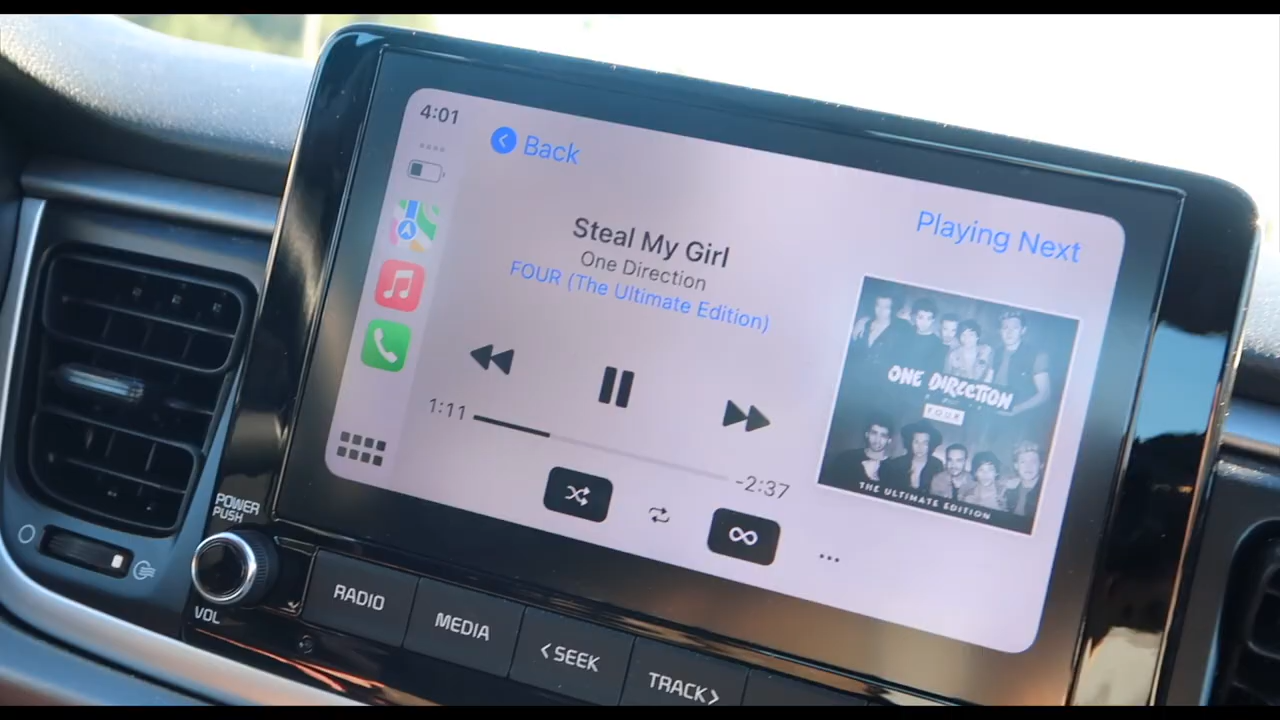 4:01
Back
Playing Next
Steal My Girl
One Direction
FOUR (The Ultimate Edition)
1:11
-2:37
ONE DIRECTION
FOUR
THE ULTIMATE EDITION
POWER
PUSH
VOL
RADIO
MEDIA
<SEEK
TRACK>